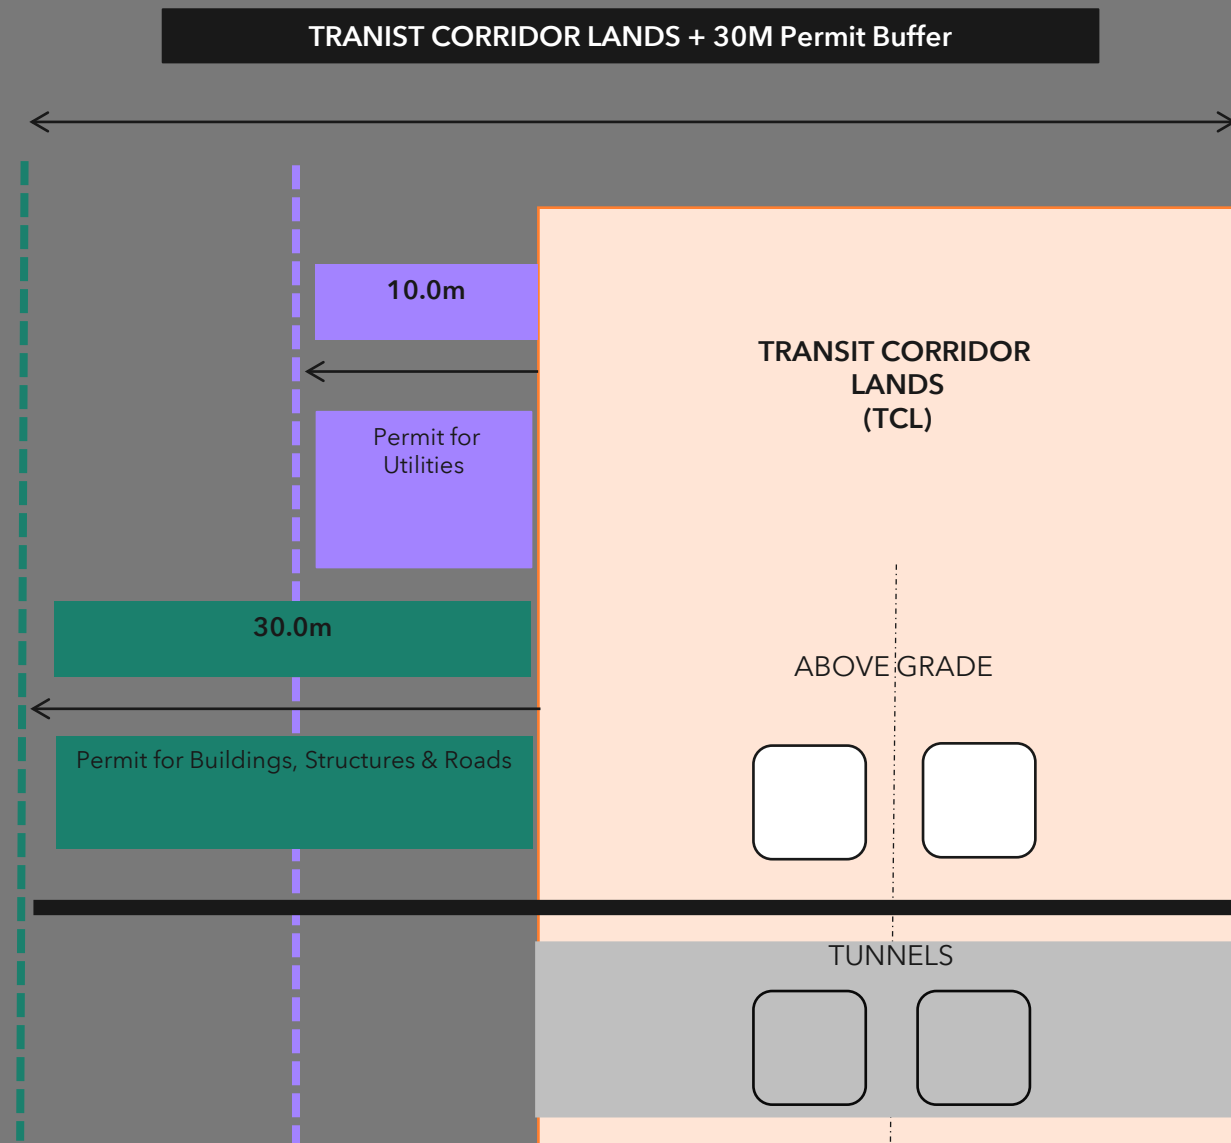 TRANIST CORRIDOR LANDS + 30M Permit Buffer
10.0m
TRANSIT CORRIDOR
LANDS
(TCL)
Permit for
Utilities
30.0m
ABOVE GRADE
Permit for Buildings, Structures & Roads
TUNNELS